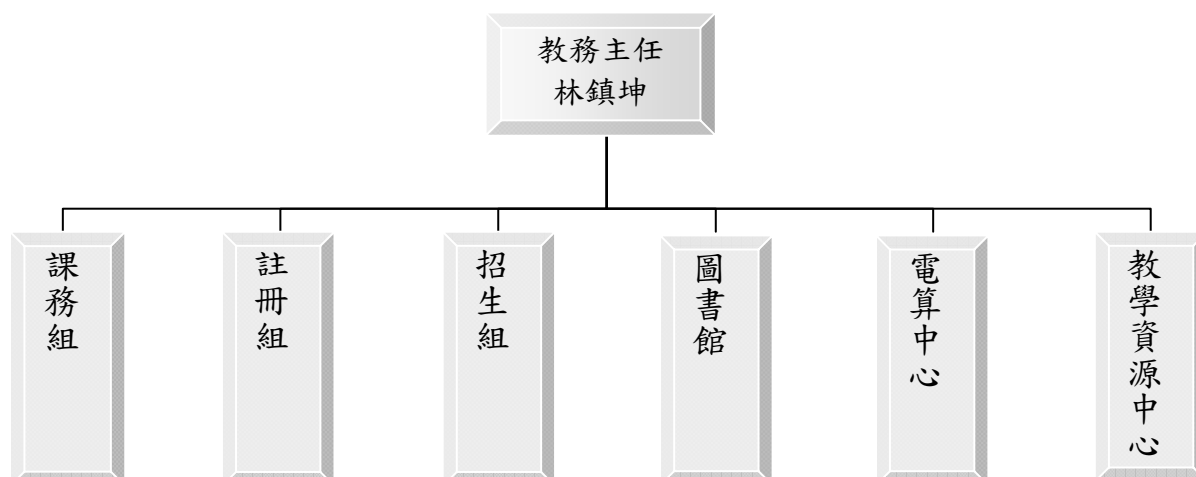 教務主任
林鎮坤
課務組
註冊組
招生組
圖書館
電算中心
教學資源中心